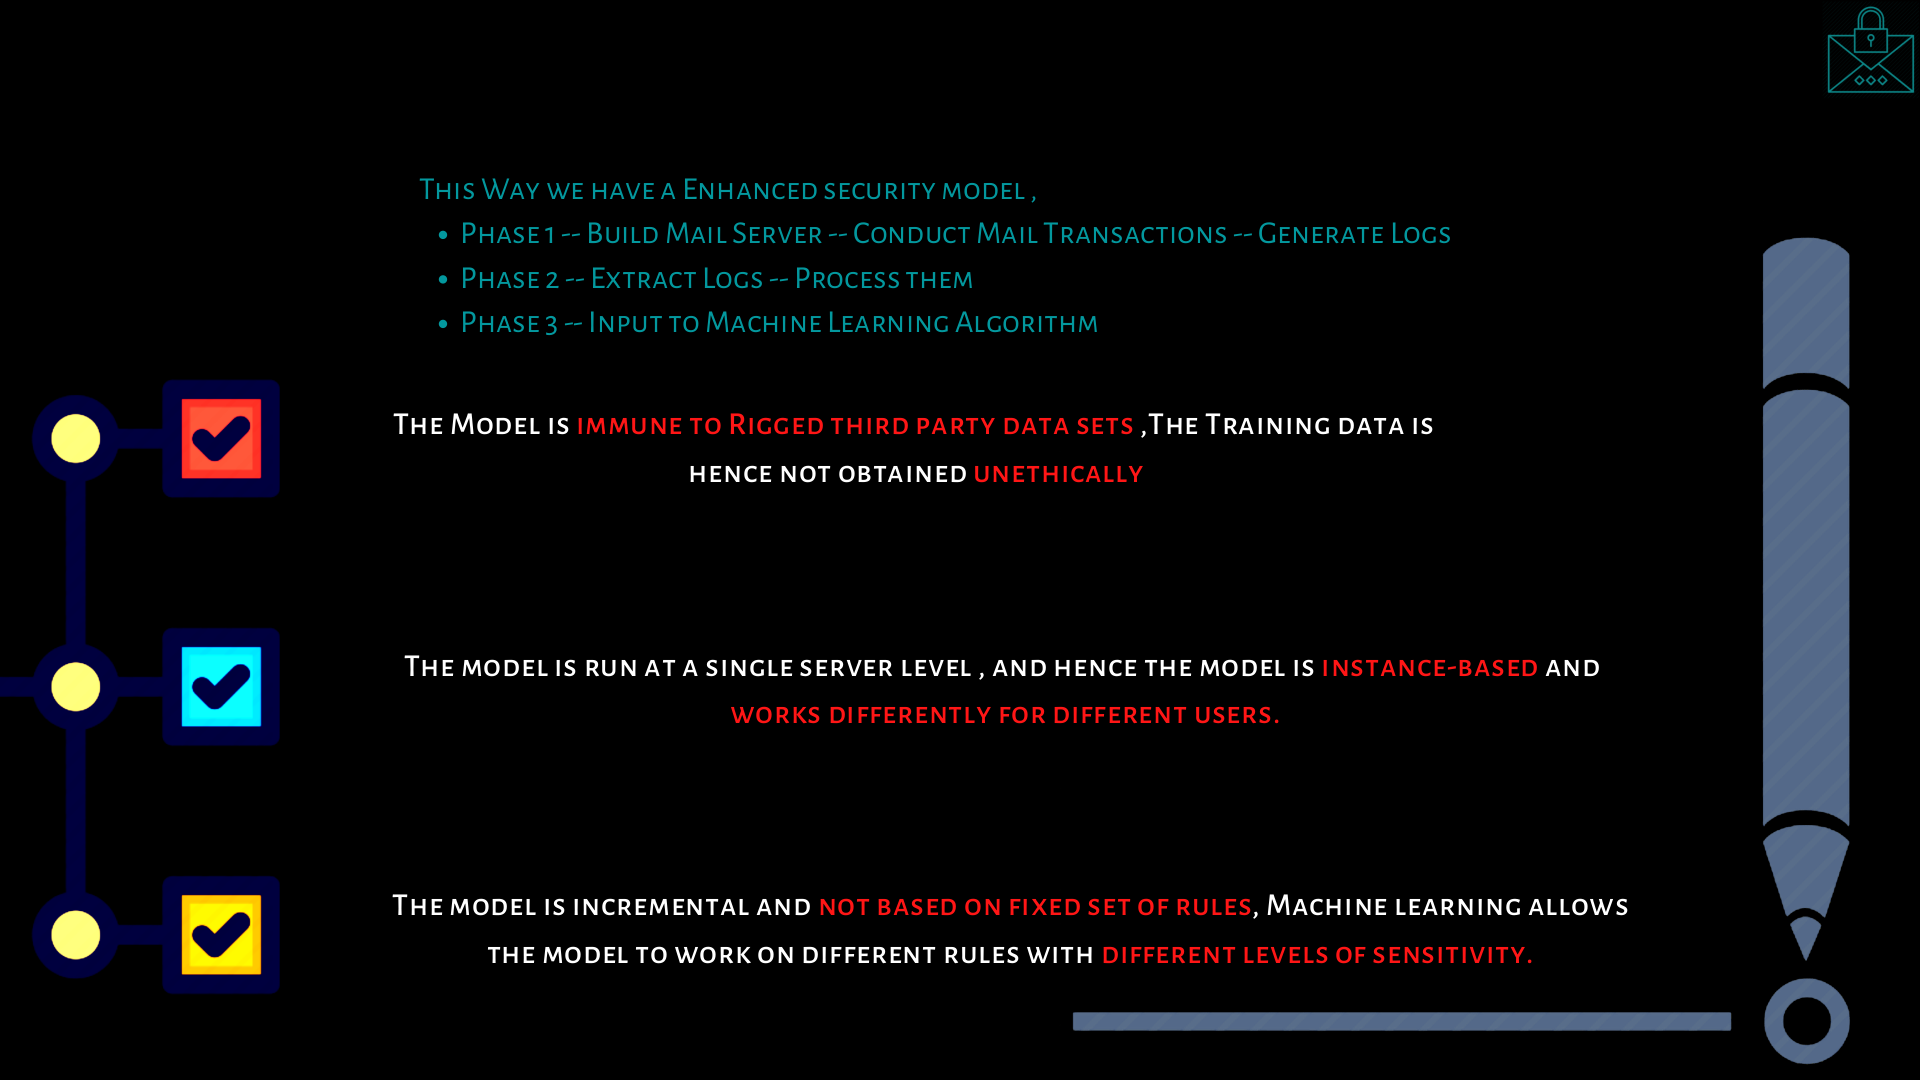 This Way we have a Enhanced security model ,
• Phase 1 -- Build Mail Server -- Conduct Mail Transactions -- Generate Logs
• Phase 2 -- Extract Logs -- Process them
• Phase 3 -- Input to Machine Learning Algorithm
The Model is immune to Rigged third party data sets ,The Training data is
hence not obtained unethically
The model is run at a single server level , and hence the model is instance-based and
works differently for different users.
The model is incremental and not based on fixed set of rules, Machine learning allows
the model to work on different rules with different levels of sensitivity.